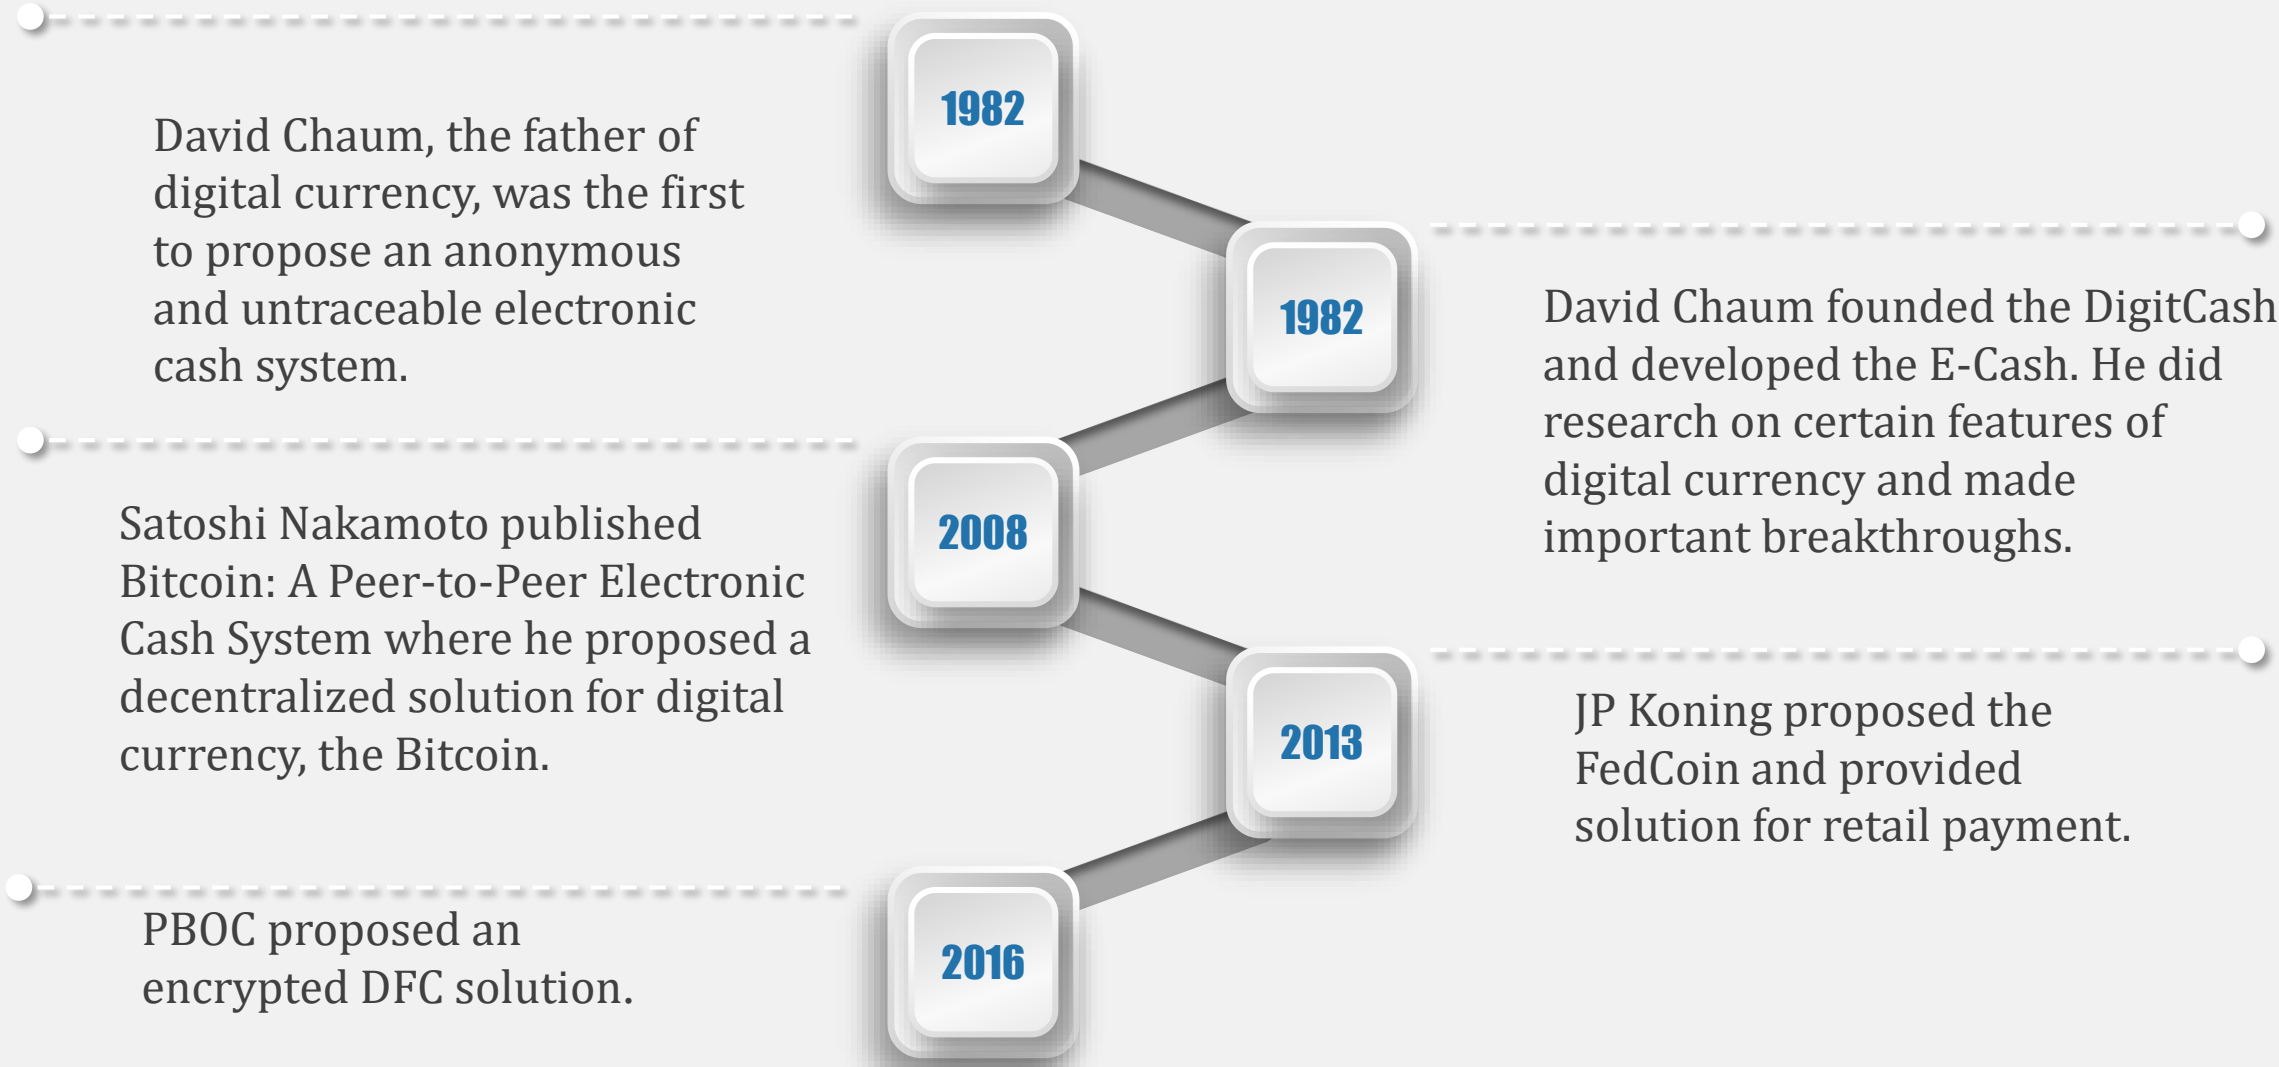 1982
David Chaum, the father of
digital currency, was the first
to propose an anonymous
and untraceable electronic
cash system.
1982
David Chaum founded the DigitCash
and developed the E-Cash. He did
research on certain features of
digital currency and made
important breakthroughs.
2008
Satoshi Nakamoto published
Bitcoin: A Peer-to-Peer Electronic
Cash System where he proposed a
decentralized solution for digital
currency, the Bitcoin.
2013
JP Koning proposed the
FedCoin and provided
solution for retail payment.
2016
PBOC proposed an
encrypted DFC solution.